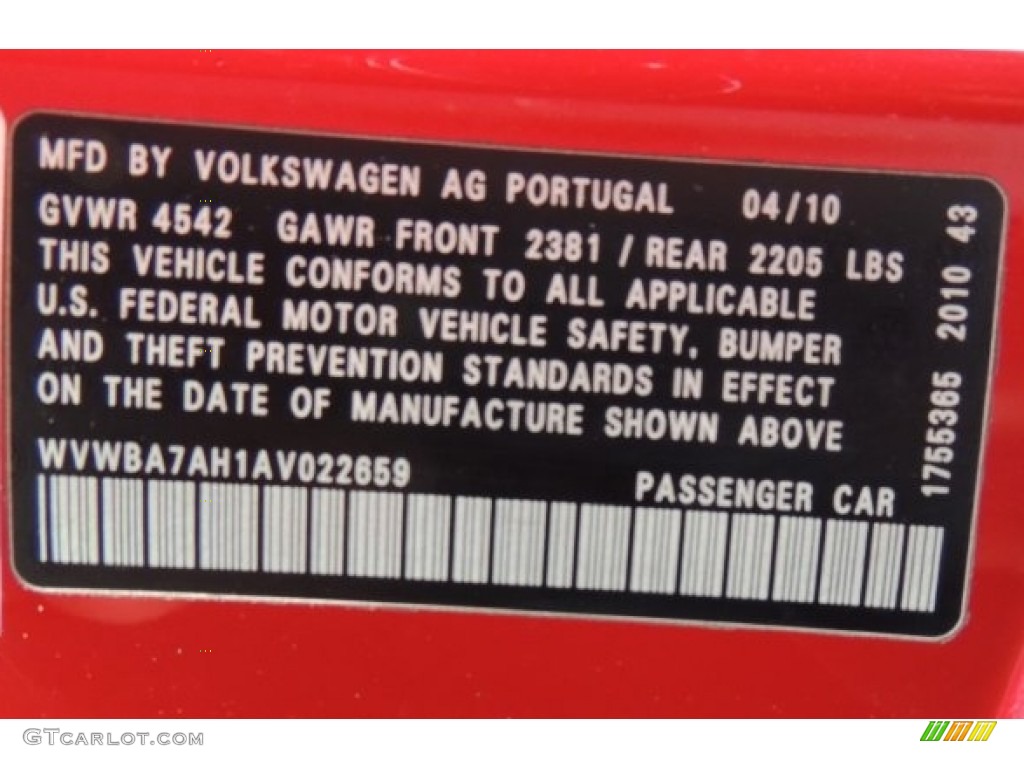 MFD BY VOLKSWAGEN AG PORTUGAL 04/10
GVWR 4542 GAWR FRONT 2381 / REAR 2205 LBS
THIS VEHICLE CONFORMS TO ALL APPLICABLE
U.S. FEDERAL MOTOR VEHICLE SAFETY, BUMPER
AND THEFT PREVENTION STANDARDS IN EFFECT
ON THE DATE OF MANUFACTURE SHOWN ABOVE
WVWBA7AH1AV022659
PASSENGER CAR
1755365 2010 43
GTCarLot.com